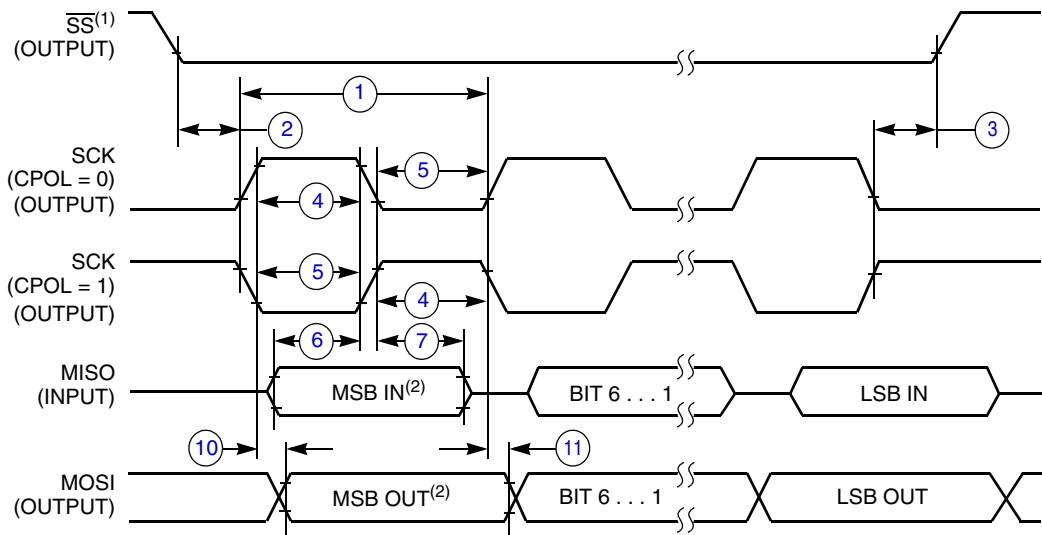 SS(1)
(OUTPUT)
1
2
3
SCK
(CPOL = 0)
(OUTPUT)
5
4
SCK
(CPOL = 1)
(OUTPUT)
5
4
6
7
MISO
(INPUT)
MSB IN(2)
BIT 6 . . . 1
LSB IN
10
11
MOSI
(OUTPUT)
MSB OUT(2)
BIT 6 . . . 1
LSB OUT